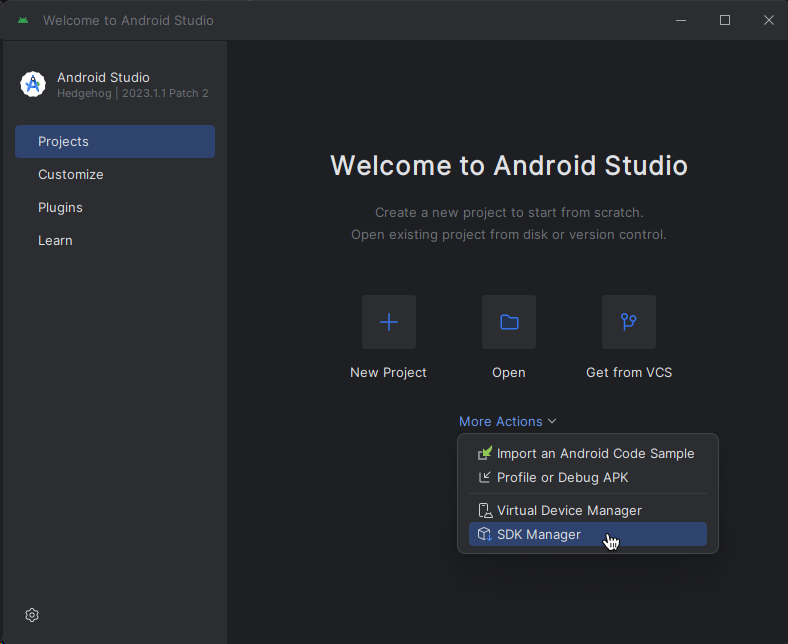 Welcome to Android Studio
Android Studio
Hedgehog | 2023.1.1 Patch 2
Projects
Customize
Plugins
Learn
Welcome to Android Studio
Create a new project to start from scratch.
Open existing project from disk or version control.
New Project
Open
Get from VCS
More Actions
Import an Android Code Sample
Profile or Debug APK
Virtual Device Manager
SDK Manager